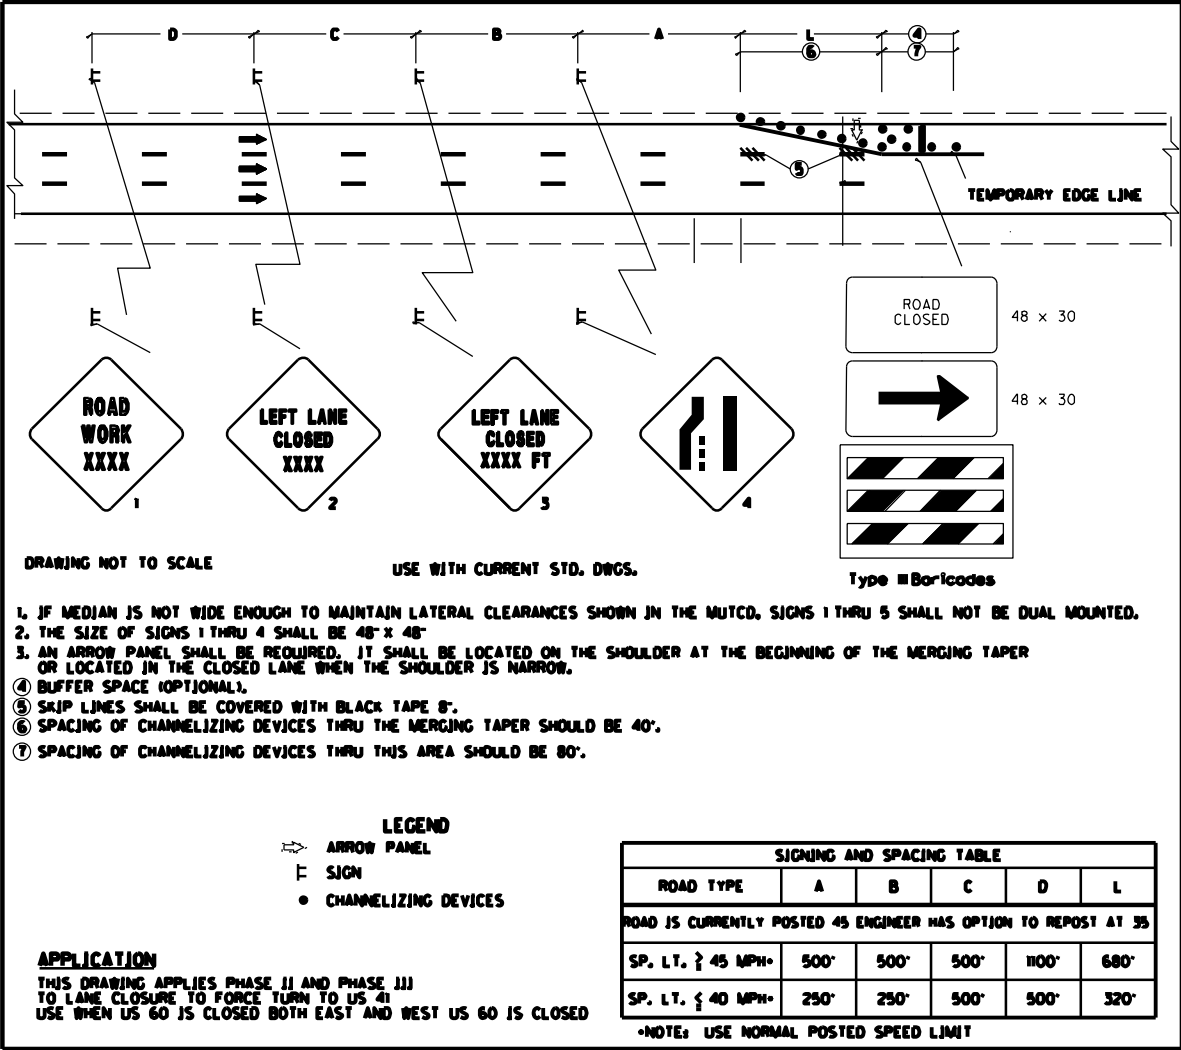 D C B A L 4
6 7
5
TEMPORARY EDGE LINE
ROAD
CLOSED
48 x 30
48 x 30
ROAD
WORK
XXXX
1
LEFT LANE
CLOSED
XXXX
2
LEFT LANE
CLOSED
XXXX FT
3
4
Type III Baricodes
DRAWING NOT TO SCALE
USE WITH CURRENT STD. DWGS.
1. IF MEDIAN IS NOT WIDE ENOUGH TO MAINTAIN LATERAL CLEARANCES SHOWN IN THE MUTCD. SIGNS 1 THRU 5 SHALL NOT BE DUAL MOUNTED.
2. THE SIZE OF SIGNS 1 THRU 4 SHALL BE 48" X 48"
3. AN ARROW PANEL SHALL BE REQUIRED. IT SHALL BE LOCATED ON THE SHOULDER AT THE BEGINNING OF THE MERGING TAPER
OR LOCATED IN THE CLOSED LANE WHEN THE SHOULDER IS NARROW.
4 BUFFER SPACE (OPTIONAL).
5 SKIP LINES SHALL BE COVERED WITH BLACK TAPE 8".
6 SPACING OF CHANNELIZING DEVICES THRU THE MERGING TAPER SHOULD BE 40'.
7 SPACING OF CHANNELIZING DEVICES THRU THIS AREA SHOULD BE 80'.
LEGEND
ARROW PANEL
SIGN
CHANNELIZING DEVICES
APPLICATION
THIS DRAWING APPLIES PHASE II AND PHASE III
TO LANE CLOSURE TO FORCE TURN TO US 41
USE WHEN US 60 IS CLOSED BOTH EAST AND WEST US 60 IS CLOSED
SIGNING AND SPACING TABLE
ROAD TYPE A B C D L
ROAD IS CURRENTLY POSTED 45 ENGINEER HAS OPTION TO REPOST AT 35
SP. LT. ≥ 45 MPH* 500' 500' 500' 1100' 680'
SP. LT. ≤ 40 MPH* 250' 250' 500' 500' 320'
*NOTE: USE NORMAL POSTED SPEED LIMIT